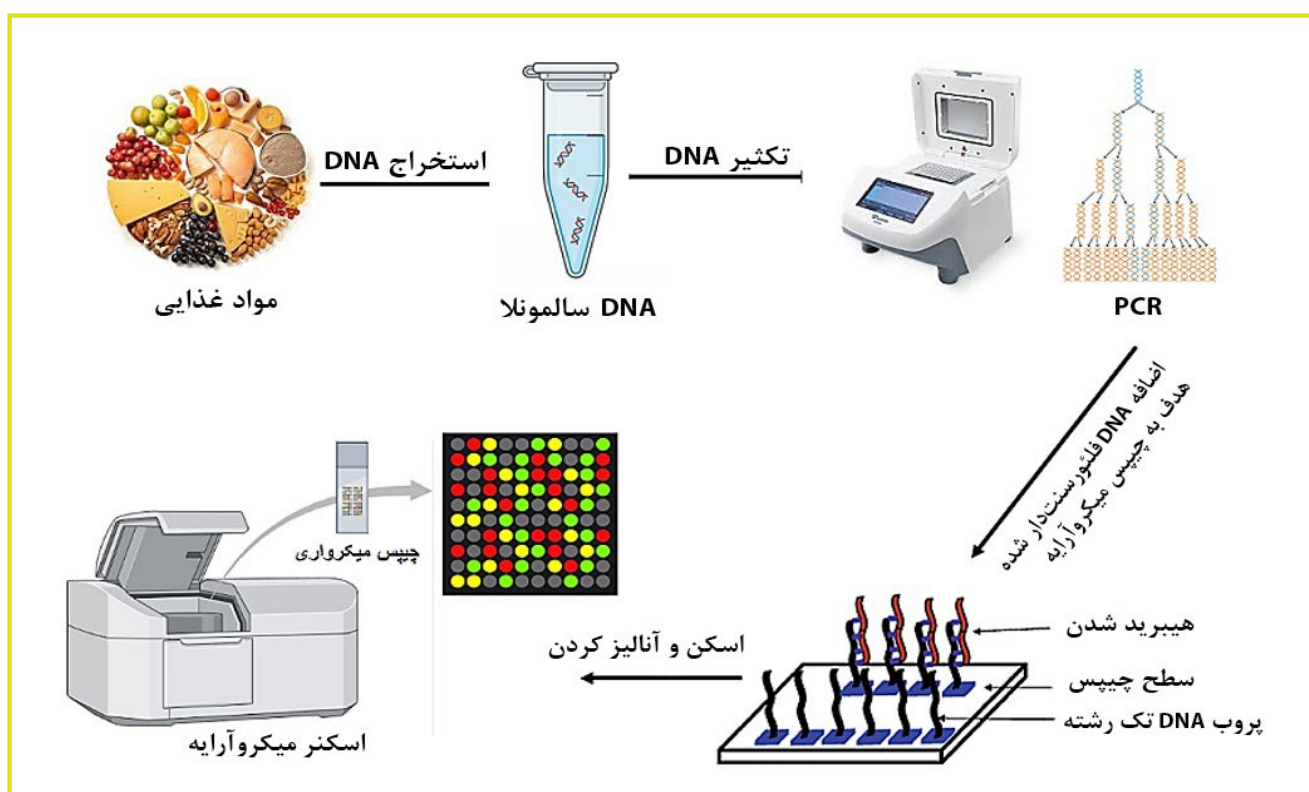 استخراج DNA
تکثیر DNA
مواد غذایی
DNA سالمونلا
PCR
اضافه DNA فلئورسنت‌دار شده
هدف به چیپس میکروآرایه
چیپس میکرواری
هیبرید شدن
سطح چیپس
پروب DNA تک رشته
اسکن و آنالیز کردن
اسکنر میکروآرایه